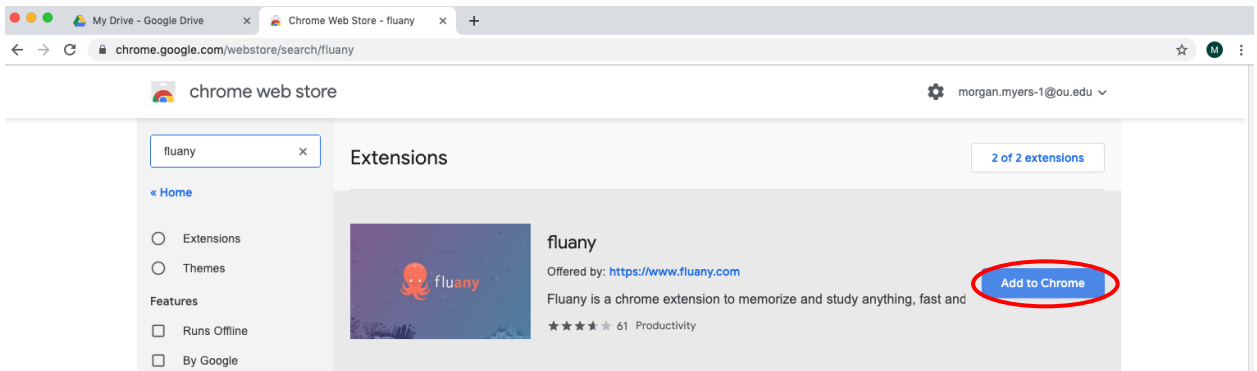 My Drive - Google Drive
Chrome Web Store - fluany
chrome.google.com/webstore/search/fluany
M
chrome web store
morgan.myers-1@ou.edu
fluany
Extensions
2 of 2 extensions
« Home
Extensions
Themes
Features
Runs Offline
By Google
fluany
fluany
Offered by: https://www.fluany.com
Fluany is a chrome extension to memorize and study anything, fast and
61 Productivity
Add to Chrome